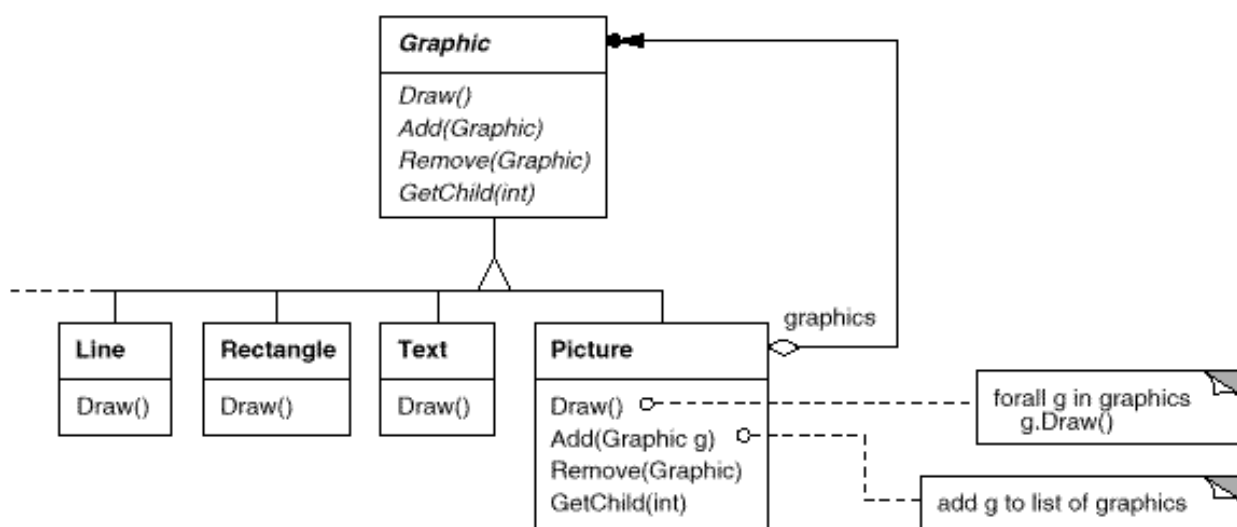 Graphic
Draw()
Add(Graphic)
Remove(Graphic)
GetChild(int)
graphics
Line
Draw()
Rectangle
Draw()
Text
Draw()
Picture
Draw()
Add(Graphic g)
Remove(Graphic)
GetChild(int)
forall g in graphics
g.Draw()
add g to list of graphics